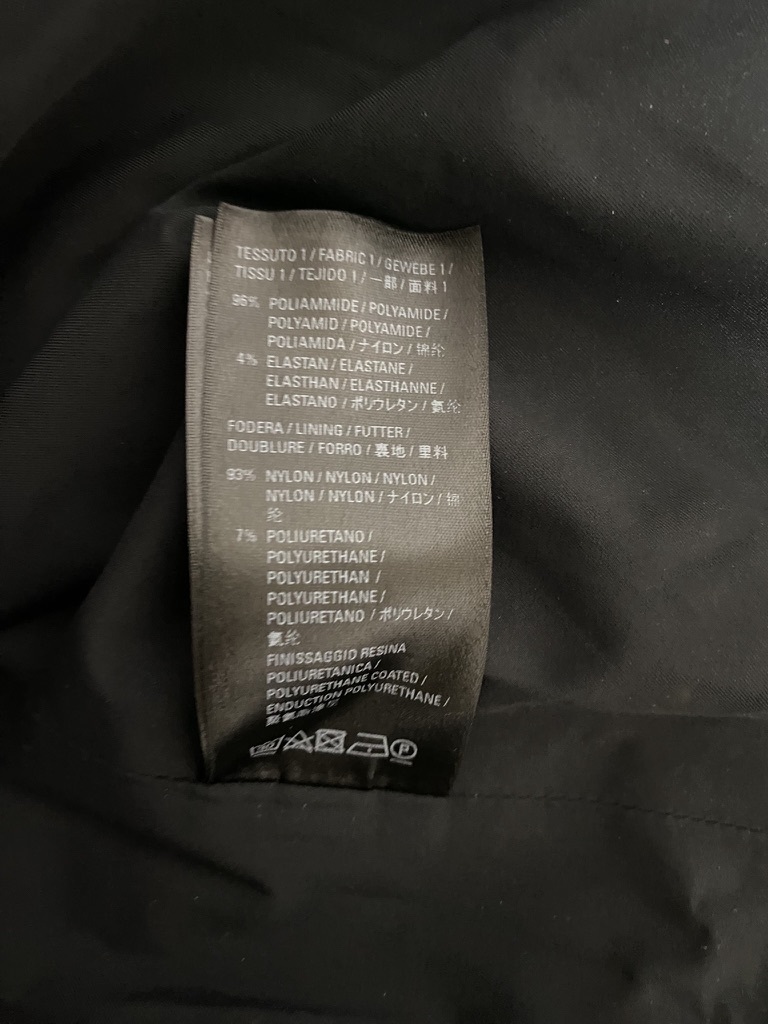 TESSUTO 1 / FABRIC 1 / GEWEBE 1 /
TISSU 1 / TEJIDO 1 / 一部 / 面料 1
96% POLIAMMIDE / POLYAMIDE /
POLYAMID / POLYAMIDE /
POLIAMIDA / ナイロン / 锦纶
4% ELASTAN / ELASTANE /
ELASTHAN / ELASTHANNE /
ELASTANO / ポリウレタン / 氨纶
FODERA / LINING / FUTTER /
DOUBLURE / FORRO / 裏地 / 里料
93% NYLON / NYLON / NYLON /
NYLON / NYLON / ナイロン / 锦
纶
7% POLIURETANO /
POLYURETHANE /
POLYURETHAN /
POLYURETHANE /
POLIURETANO / ポリウレタン /
氨纶
FINISSAGGIO RESINA
POLIURETANICA /
POLYURETHANE COATED /
ENDUCTION POLYURETHANE /
30 P